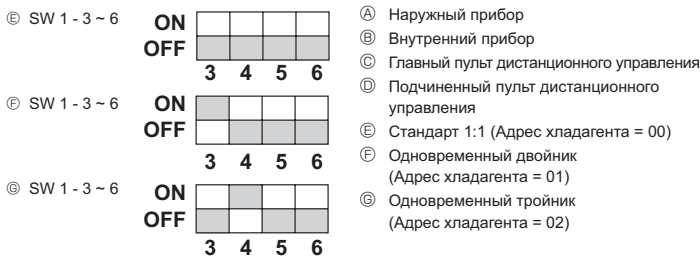 Ⓔ SW 1 - 3 ~ 6
ON
OFF
3 4 5 6
Ⓕ SW 1 - 3 ~ 6
ON
OFF
3 4 5 6
Ⓖ SW 1 - 3 ~ 6
ON
OFF
3 4 5 6
Ⓐ Наружный прибор
Ⓑ Внутренний прибор
Ⓒ Главный пульт дистанционного управления
Ⓓ Подчиненный пульт дистанционного
управления
Ⓔ Стандарт 1:1 (Адрес хладагента = 00)
Ⓕ Одновременный двойник
(Адрес хладагента = 01)
Ⓖ Одновременный тройник
(Адрес хладагента = 02)